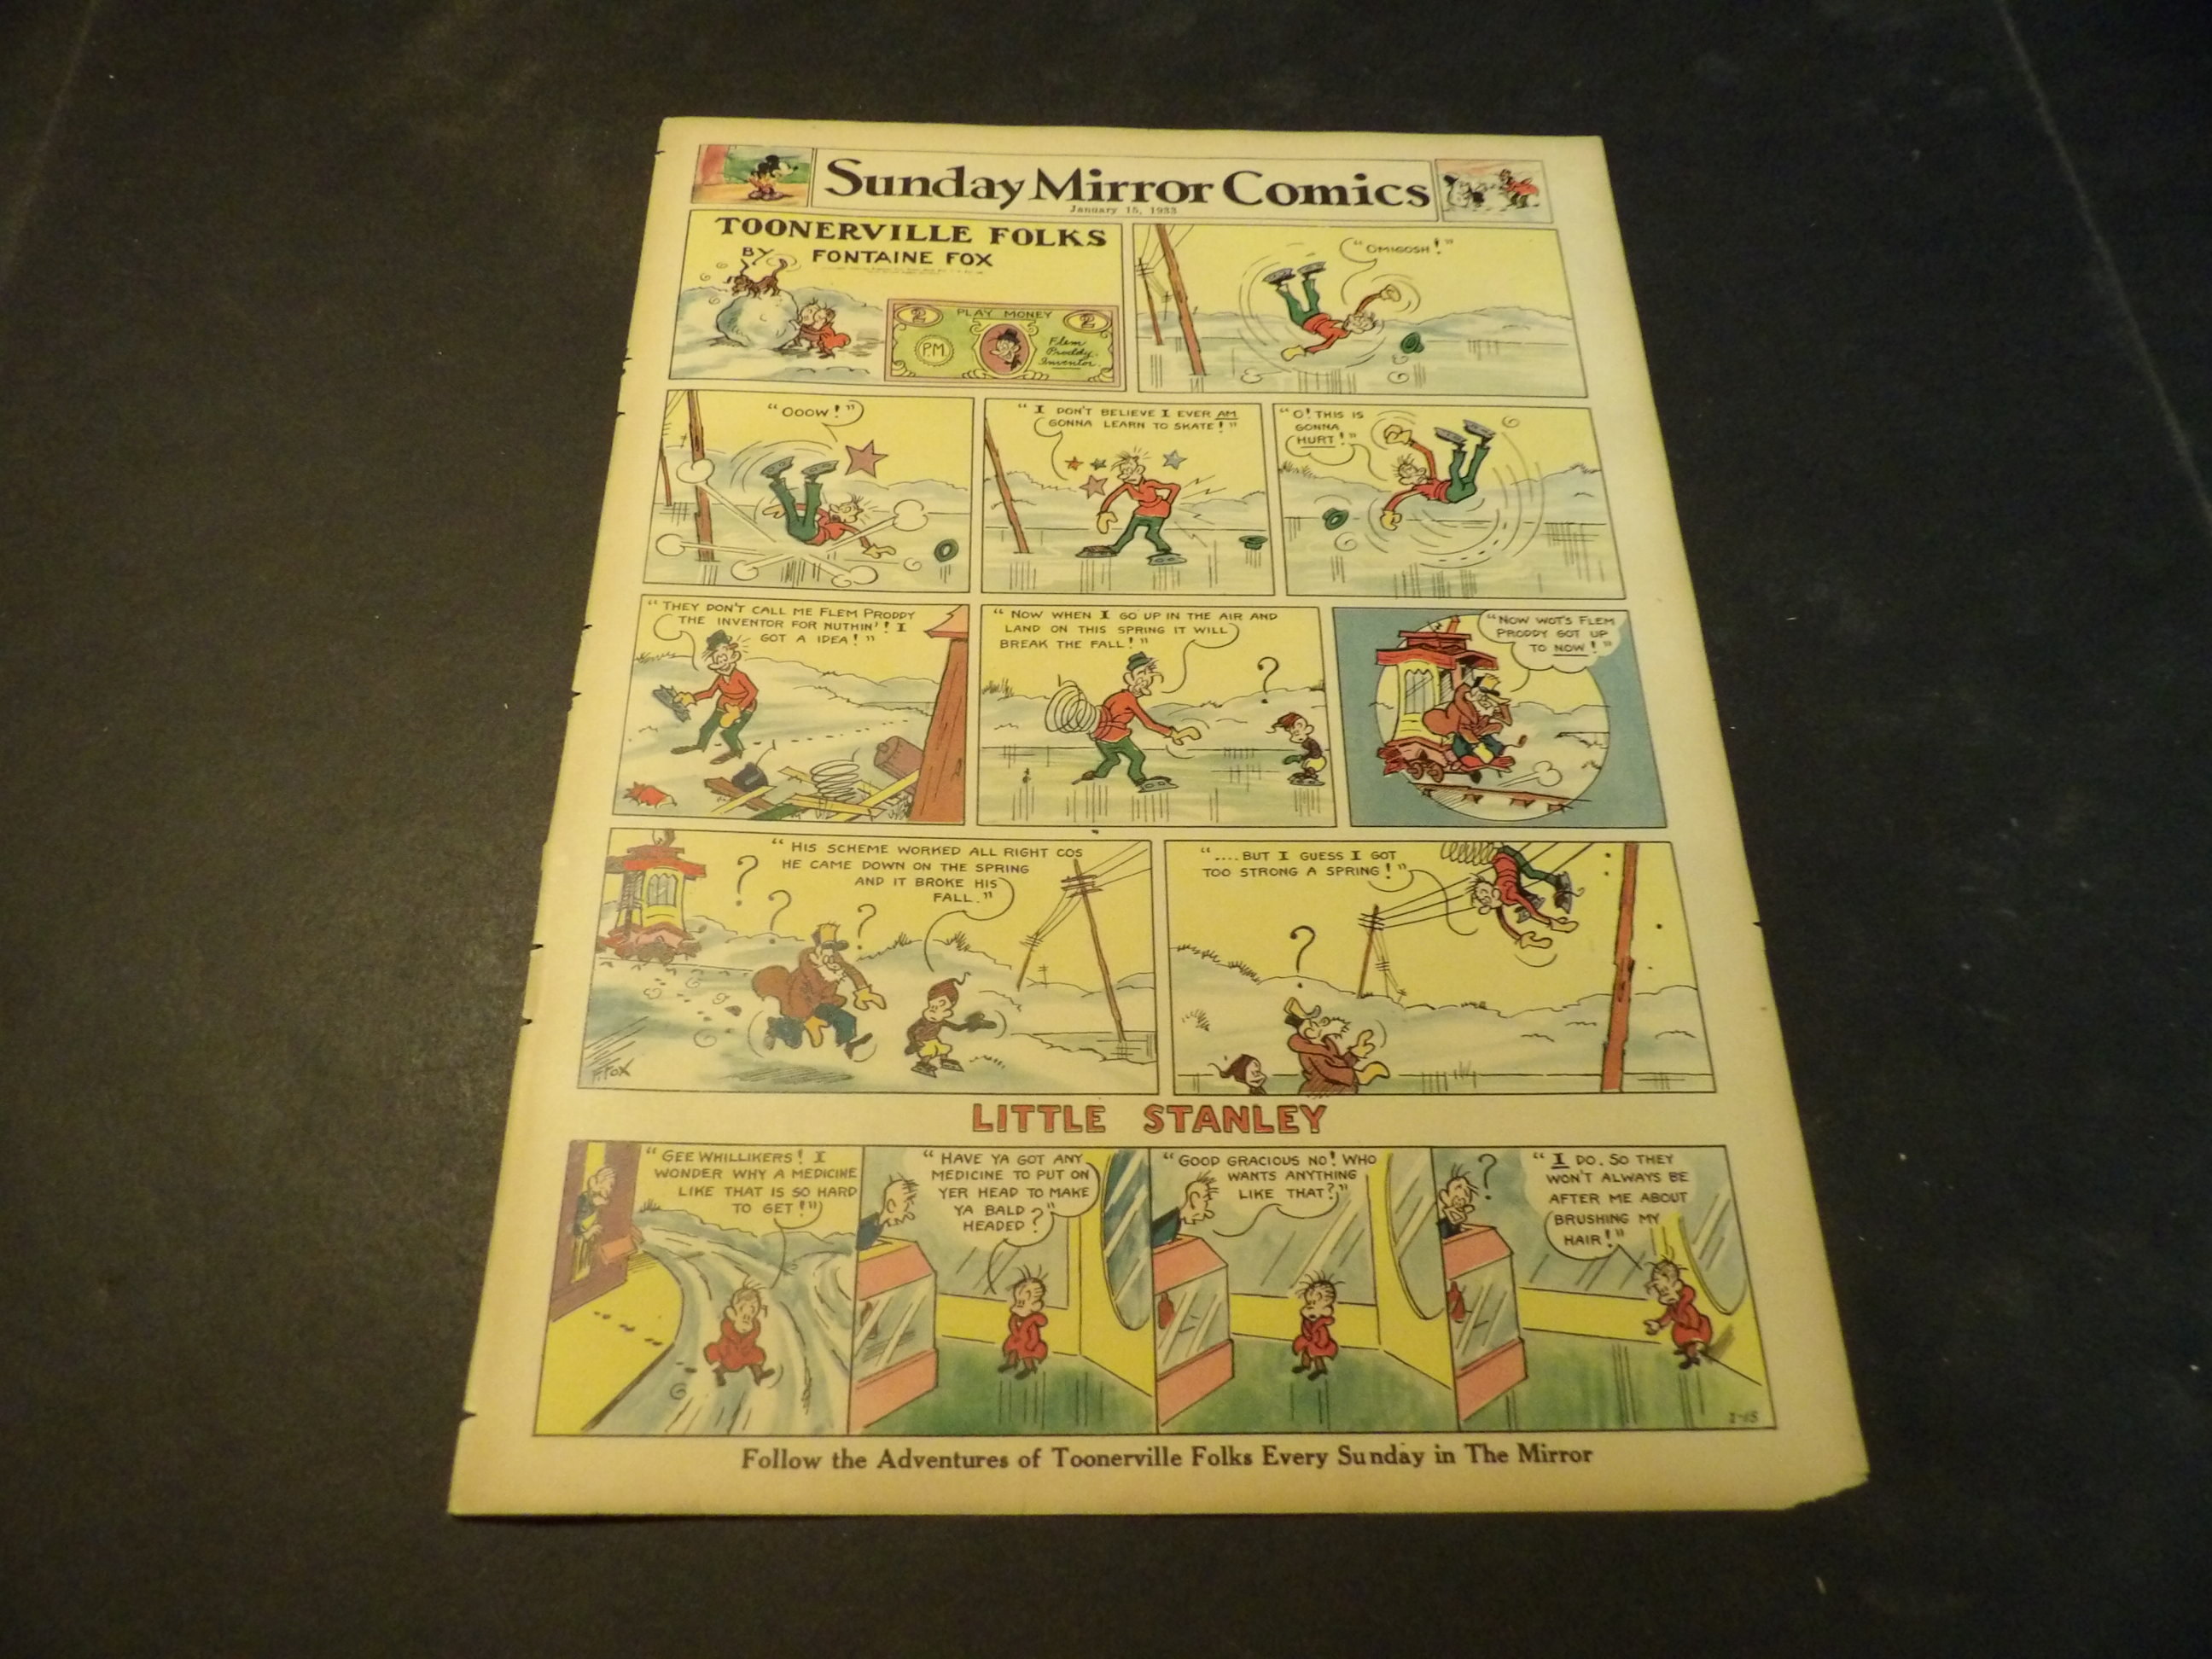 Sunday Mirror Comics
January 15, 1933
TOONERVILLE FOLKS
BY FONTAINE FOX
2 PLAY MONEY 2
P.M.
Flem
Proddy.
Inventor
"OMIGOSH!"
"OOOW!"
"I DON'T BELIEVE I EVER AM
GONNA LEARN TO SKATE!"
"O! THIS IS
GONNA
HURT!"
"THEY DON'T CALL ME FLEM PRODDY
THE INVENTOR FOR NUTHIN'! I
GOT A IDEA!"
"NOW WHEN I GO UP IN THE AIR AND
LAND ON THIS SPRING IT WILL
BREAK THE FALL!"
?
"NOW WOT'S FLEM
PRODDY GOT UP
TO NOW!"
"HIS SCHEME WORKED ALL RIGHT COS
HE CAME DOWN ON THE SPRING
AND IT BROKE HIS
FALL."
? ? ?
F. FOX
"....BUT I GUESS I GOT
TOO STRONG A SPRING!"
?
LITTLE STANLEY
"GEE WHILLIKERS! I
WONDER WHY A MEDICINE
LIKE THAT IS SO HARD
TO GET!"
"HAVE YA GOT ANY
MEDICINE TO PUT ON
YER HEAD TO MAKE
YA BALD
HEADED?"
"GOOD GRACIOUS NO! WHO
WANTS ANYTHING
LIKE THAT?"
?
"I DO. SO THEY
WON'T ALWAYS BE
AFTER ME ABOUT
BRUSHING MY
HAIR!"
1-15
Follow the Adventures of Toonerville Folks Every Sunday in The Mirror